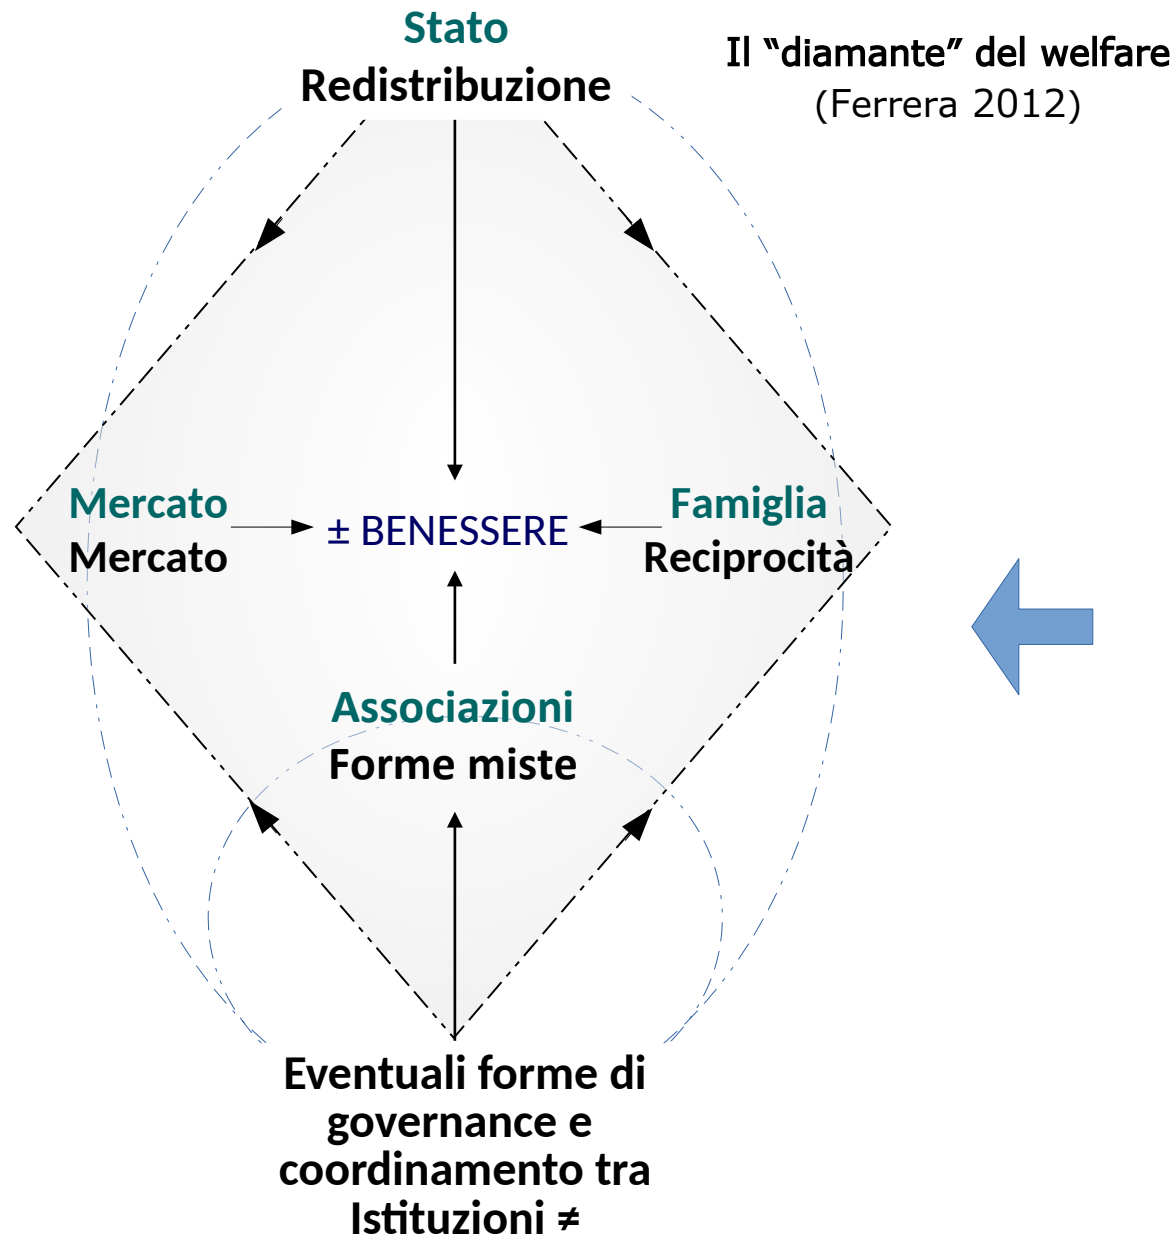 Stato
Redistribuzione
Il “diamante” del welfare
(Ferrera 2012)
Mercato
Mercato
± BENESSERE
Famiglia
Reciprocità
Associazioni
Forme miste
Eventuali forme di
governance e
coordinamento tra
Istituzioni ≠